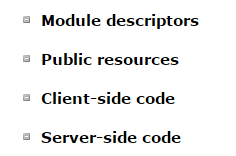 Module descriptors
Public resources
Client-side code
Server-side code